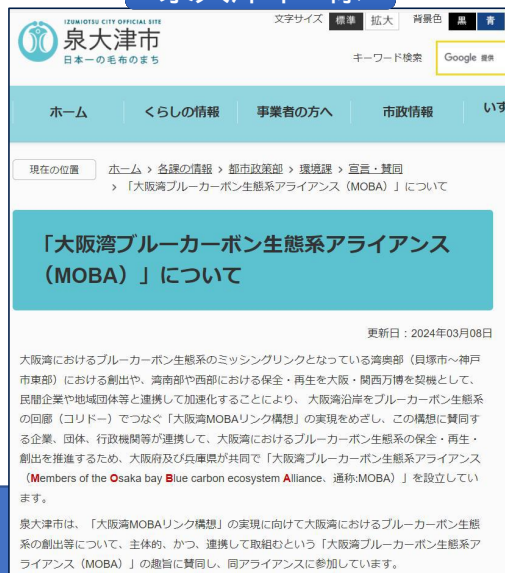 IZUMIOTSU CITY OFFICIAL SITE
泉大津市
日本一の毛布のまち
文字サイズ 標準 拡大 背景色 黒 青
キーワード検索 Google 提供
ホーム くらしの情報 事業者の方へ 市政情報 いす
現在の位置 ホーム > 各課の情報 > 都市政策部 > 環境課 > 宣言・賛同
> 「大阪湾ブルーカーボン生態系アライアンス（MOBA）」について
「大阪湾ブルーカーボン生態系アライアンス
（MOBA）」について
更新日：2024年03月08日
大阪湾におけるブルーカーボン生態系のミッシングリンクとなっている湾奥部（貝塚市～神戸
市東部）における創出や、湾南部や西部における保全・再生を大阪・関西万博を契機として、
民間企業や地域団体等と連携して加速化することにより、 大阪湾沿岸をブルーカーボン生態系
の回廊（コリドー）でつなぐ「大阪湾MOBAリンク構想」の実現をめざし、この構想に賛同す
る企業、団体、行政機関等が連携して、大阪湾におけるブルーカーボン生態系の保全・再生・
創出を推進するため、大阪府及び兵庫県が共同で「大阪湾ブルーカーボン生態系アライアンス
（Members of the Osaka bay Blue carbon ecosystem Alliance、通称:MOBA）」を設立してい
ます。
泉大津市は、「大阪湾MOBAリンク構想」の実現に向けて大阪湾におけるブルーカーボン生態
系の創出等について、主体的、かつ、連携して取組むという「大阪湾ブルーカーボン生態系ア
ライアンス（MOBA）」の趣旨に賛同し、同アライアンスに参加しています。